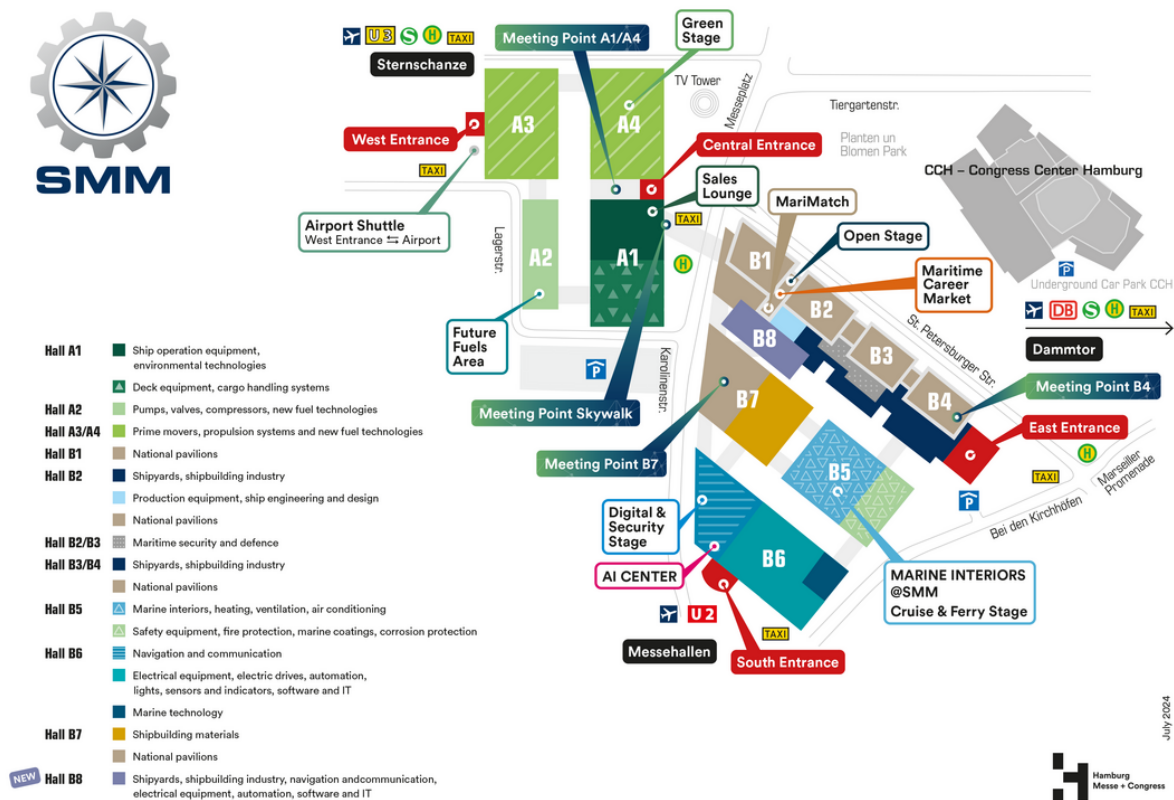 SMM
U3
S
H
TAXI
Sternschanze
Meeting Point A1/A4
Green
Stage
TV Tower
Messeplatz
Tiergartenstr.
Planten un
Blomen Park
CCH – Congress Center Hamburg
A3
A4
West Entrance
Central Entrance
TAXI
Sales
Lounge
MariMatch
Airport Shuttle
West Entrance ⇆ Airport
Lagerstr.
A2
A1
TAXI
H
B1
Open Stage
Maritime
Career
Market
P
Underground Car Park CCH
DB
S
H
TAXI
Dammtor
B2
St. Petersburger Str.
Future
Fuels
Area
P
Karolinenstr.
B8
B3
B4
Meeting Point B4
Meeting Point Skywalk
B7
East Entrance
Meeting Point B7
H
TAXI
Marseiller
Promenade
B5
P
Bei den Kirchhöfen
Digital &
Security
Stage
AI CENTER
B6
MARINE INTERIORS
@SMM
Cruise & Ferry Stage
U2
TAXI
Messehallen
South Entrance
Hall A1
Ship operation equipment,
environmental technologies
Deck equipment, cargo handling systems
Hall A2
Pumps, valves, compressors, new fuel technologies
Hall A3/A4
Prime movers, propulsion systems and new fuel technologies
Hall B1
National pavilions
Hall B2
Shipyards, shipbuilding industry
Production equipment, ship engineering and design
National pavilions
Hall B2/B3
Maritime security and defence
Hall B3/B4
Shipyards, shipbuilding industry
National pavilions
Hall B5
Marine interiors, heating, ventilation, air conditioning
Safety equipment, fire protection, marine coatings, corrosion protection
Hall B6
Navigation and communication
Electrical equipment, electric drives, automation,
lights, sensors and indicators, software and IT
Marine technology
Hall B7
Shipbuilding materials
National pavilions
NEW
Hall B8
Shipyards, shipbuilding industry, navigation andcommunication,
electrical equipment, automation, software and IT
July 2024
Hamburg
Messe + Congress